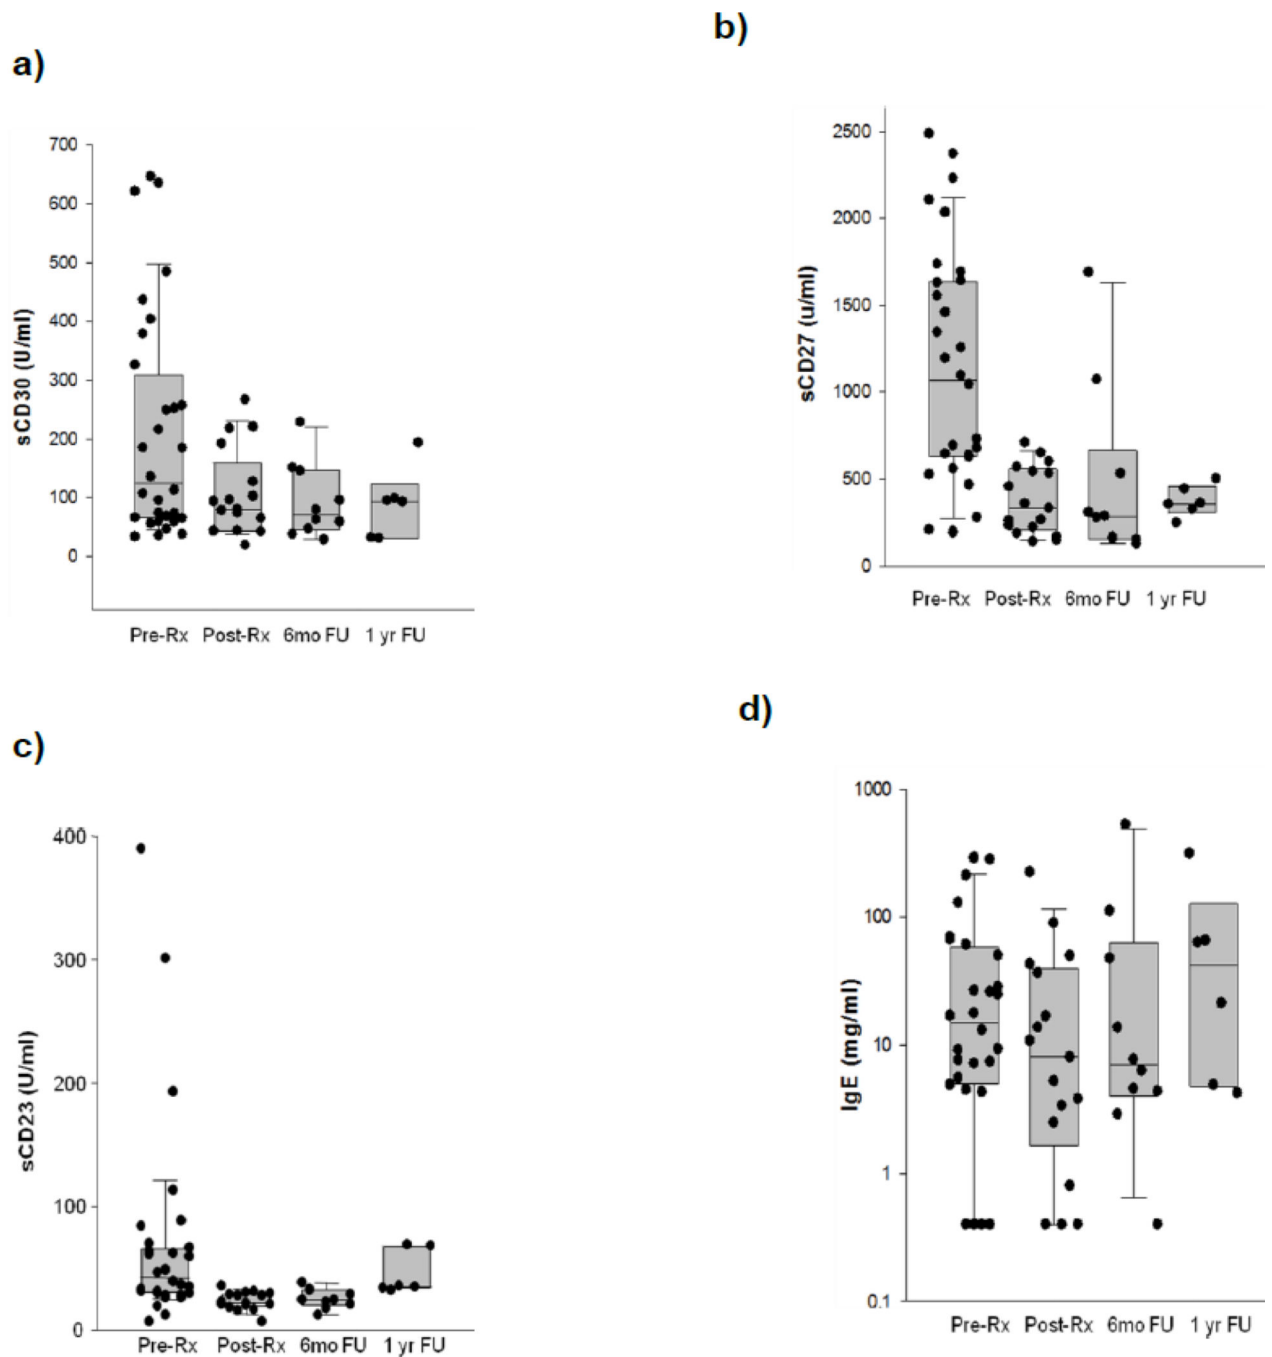 a)
700
600
500
400
300
200
100
0
sCD30 (U/ml)
Pre-Rx Post-Rx 6mo FU 1 yr FU
b)
2500
2000
1500
1000
500
0
sCD27 (u/ml)
Pre-Rx Post-Rx 6mo FU 1 yr FU
c)
400
300
200
100
0
sCD23 (U/ml)
Pre-Rx Post-Rx 6mo FU 1 yr FU
d)
1000
100
10
1
0.1
IgE (mg/ml)
Pre-Rx Post-Rx 6mo FU 1 yr FU